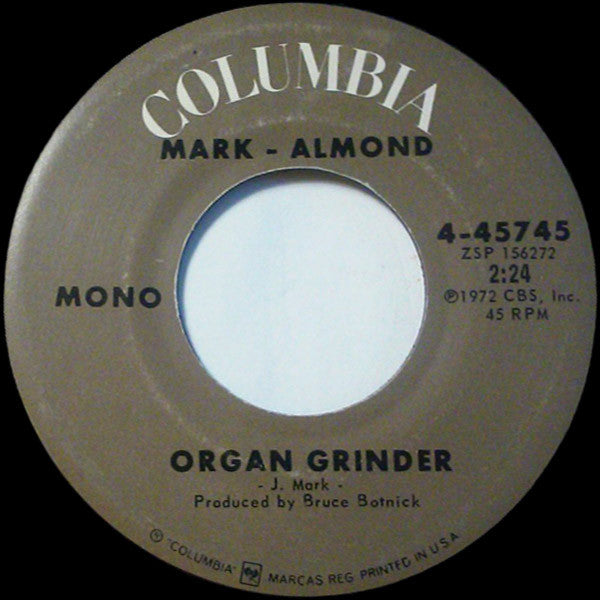 COLUMBIA
MARK - ALMOND
4-45745
ZSP 156272
2:24
MONO
℗1972 CBS, Inc.
45 RPM
ORGAN GRINDER
- J. Mark -
Produced by Bruce Botnick
® "COLUMBIA" MARCAS REG. PRINTED IN U.S.A.